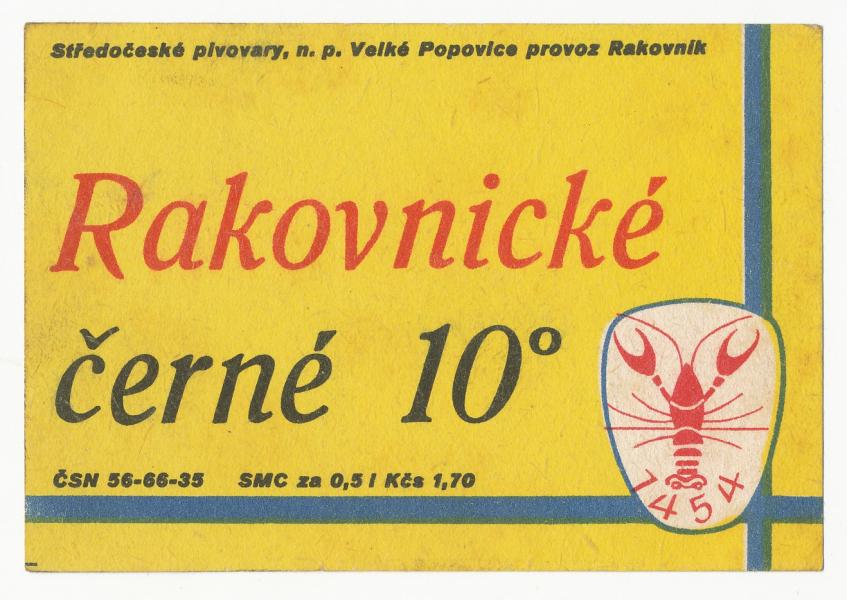 Středočeské pivovary, n. p. Velké Popovice provoz Rakovník
Rakovnické
černé 10°
ČSN 56-66-35 SMC za 0,5 l Kčs 1,70
1454